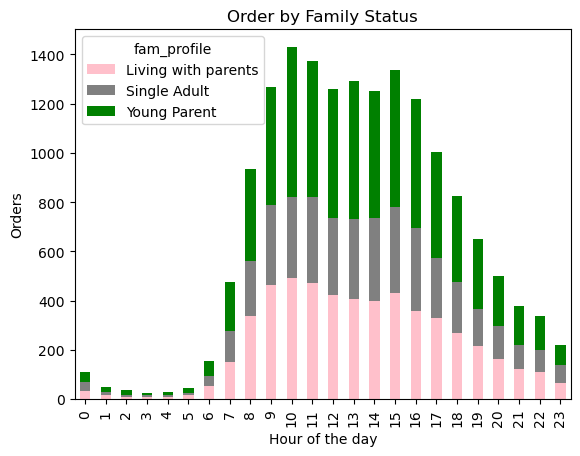 Order by Family Status
fam_profile
Living with parents
Single Adult
Young Parent
Orders
1400
1200
1000
800
600
400
200
0
0 1 2 3 4 5 6 7 8 9 10 11 12 13 14 15 16 17 18 19 20 21 22 23
Hour of the day